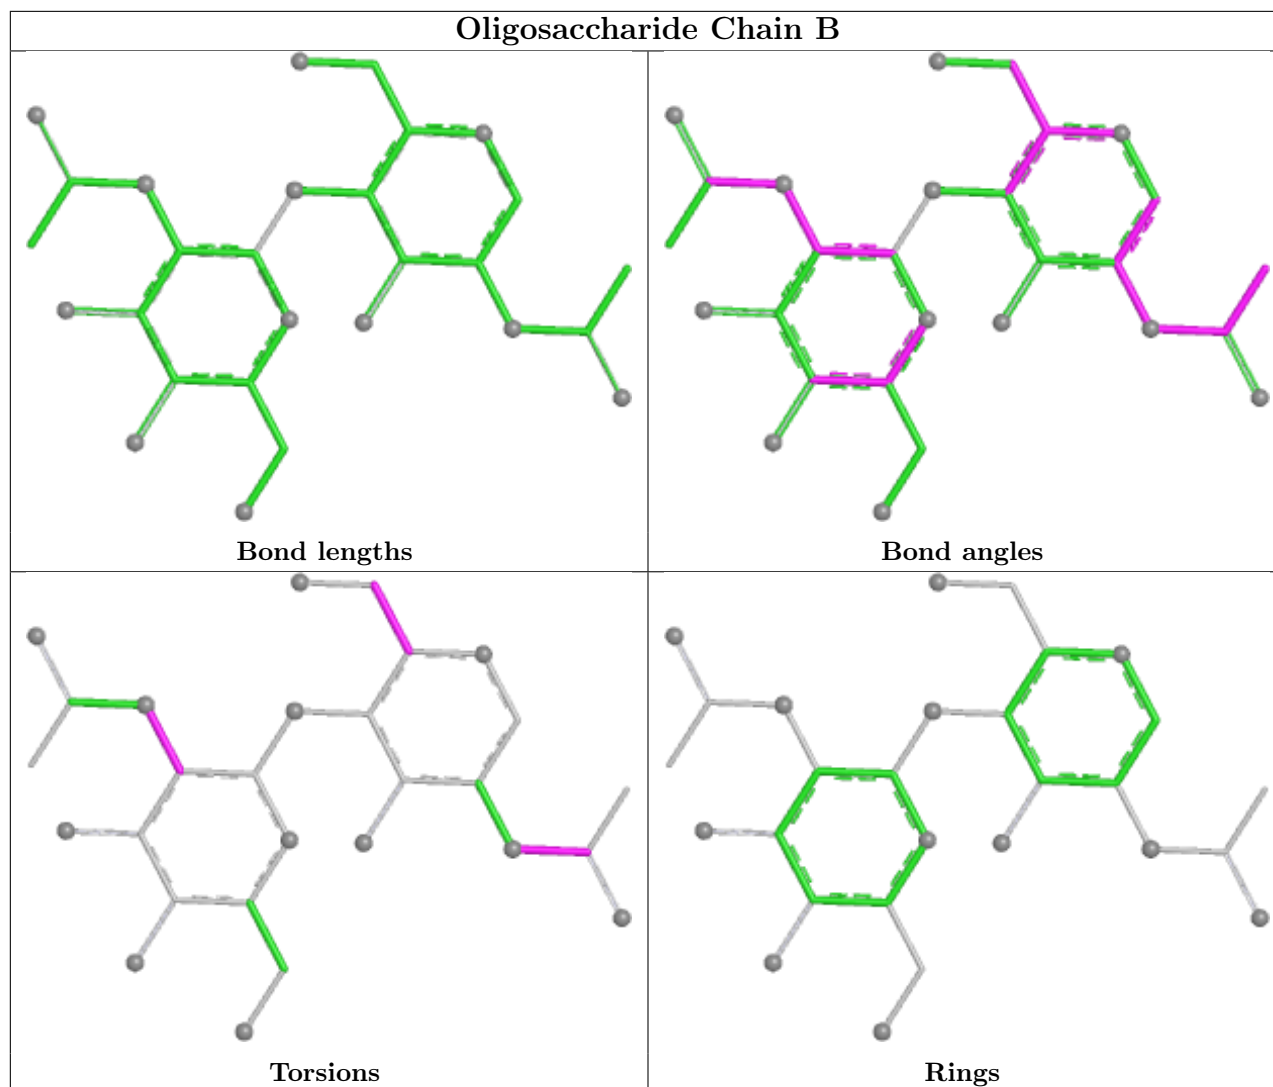 Oligosaccharide Chain B
Bond lengths
Bond angles
Torsions
Rings